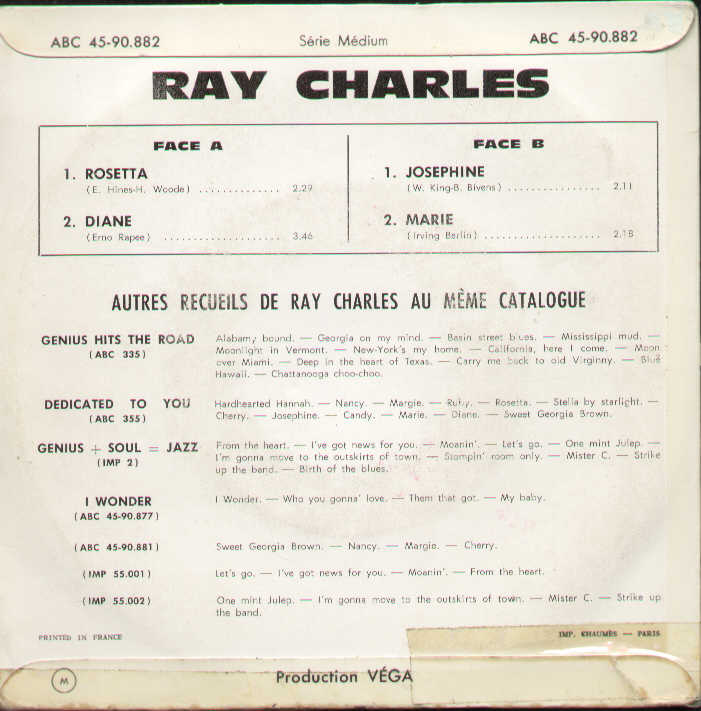 ABC 45-90.882 Série Médium ABC 45-90.882
RAY CHARLES
FACE A
1. ROSETTA
(E. Hines-H. Woode) .............. 2.29
2. DIANE
(Erno Rapee) .................... 3.46
FACE B
1. JOSEPHINE
(W. King-B. Bivens) ................ 2.11
2. MARIE
(Irving Berlin) .................... 2.18
AUTRES RECUEILS DE RAY CHARLES AU MÊME CATALOGUE
GENIUS HITS THE ROAD
(ABC 335)
Alabamy bound. — Georgia on my mind. — Basin street blues. — Mississippi mud. —
Moonlight in Vermont. — New-York's my home. — California, here I come. — Moon
over Miami. — Deep in the heart of Texas. — Carry me back to old Virginny. — Blue
Hawaii. — Chattanooga choo-choo.
DEDICATED TO YOU
(ABC 355)
Hardhearted Hannah. — Nancy. — Margie. — Ruby. — Rosetta. — Stella by starlight. —
Cherry. — Josephine. — Candy. — Marie. — Diane. — Sweet Georgia Brown.
GENIUS + SOUL = JAZZ
(IMP 2)
From the heart. — I've got news for you. — Moanin'. — Let's go. — One mint Julep. —
I'm gonna move to the outskirts of town. — Stompin' room only. — Mister C. — Strike
up the band. — Birth of the blues.
I WONDER
(ABC 45-90.877)
I Wonder. — Who you gonna' love. — Them that got. — My baby.
(ABC 45-90.881)
Sweet Georgia Brown. — Nancy. — Margie. — Cherry.
(IMP 55.001)
Let's go. — I've got news for you. — Moanin'. — From the heart.
(IMP 55.002)
One mint Julep. — I'm gonna move to the outskirts of town. — Mister C. — Strike up
the band.
PRINTED IN FRANCE
IMP. CHAUMÈS — PARIS
M
Production VÉGA